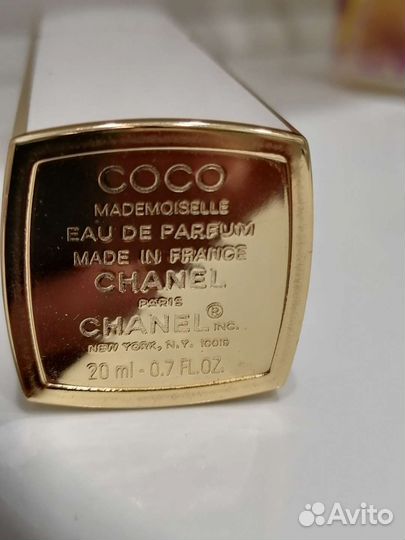 COCO
MADEMOISELLE
EAU DE PARFUM
MADE IN FRANCE
CHANEL
PARIS
CHANEL® INC.
NEW YORK, N.Y. 10019
20 ml - 0.7 FL.OZ.
Avito